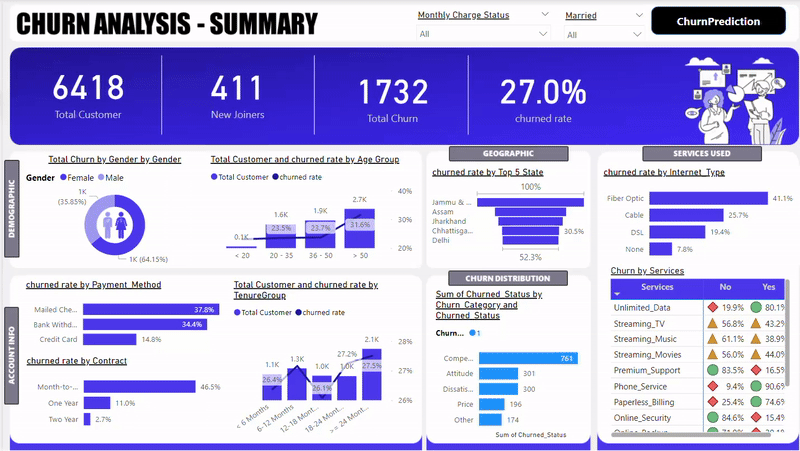 CHURN ANALYSIS - SUMMARY
Monthly Charge Status
All
Married
All
ChurnPrediction
6418
Total Customer
411
New Joiners
1732
Total Churn
27.0%
churned rate
DEMOGRAPHIC
Total Churn by Gender by Gender
Gender Female Male
1K
(35.85%)
1K (64.15%)
Total Customer and churned rate by Age Group
Total Customer churned rate
0.1K
1.6K
1.9K
2.7K
23.5%
23.7%
31.6%
40%
30%
20%
< 20
20 - 35
36 - 50
> 50
GEOGRAPHIC
churned rate by Top 5 State
100%
Jammu & ...
Assam
Jharkhand
Chhattisga...
30.5%
Delhi
52.3%
SERVICES USED
churned rate by Internet_Type
Fiber Optic 41.1%
Cable 25.7%
DSL 19.4%
None 7.8%
Churn by Services
Services No Yes
Unlimited_Data 19.9% 80.1%
Streaming_TV 56.8% 43.2%
Streaming_Music 61.1% 38.9%
Streaming_Movies 56.0% 44.0%
Premium_Support 83.5% 16.5%
Phone_Service 9.4% 90.6%
Paperless_Billing 25.4% 74.6%
Online_Security 84.6% 15.4%
ACCOUNT INFO
churned rate by Payment_Method
Mailed Che... 37.8%
Bank Withd... 34.4%
Credit Card 14.8%
churned rate by Contract
Month-to-... 46.5%
One Year 11.0%
Two Year 2.7%
Total Customer and churned rate by
TenureGroup
Total Customer churned rate
1.1K
1.3K
1.0K
1.0K
2.1K
26.4%
26.1%
27.2%
27.5%
28%
27%
26%
< 6 Months
6-12 Months
12-18 Mont...
18-24 Mont...
>= 24 Mont...
CHURN DISTRIBUTION
Sum of Churned_Status by
Churn_Category and
Churned_Status
Churn... 1
Compe... 761
Attitude 301
Dissatis... 300
Price 196
Other 174
Sum of Churned_Status